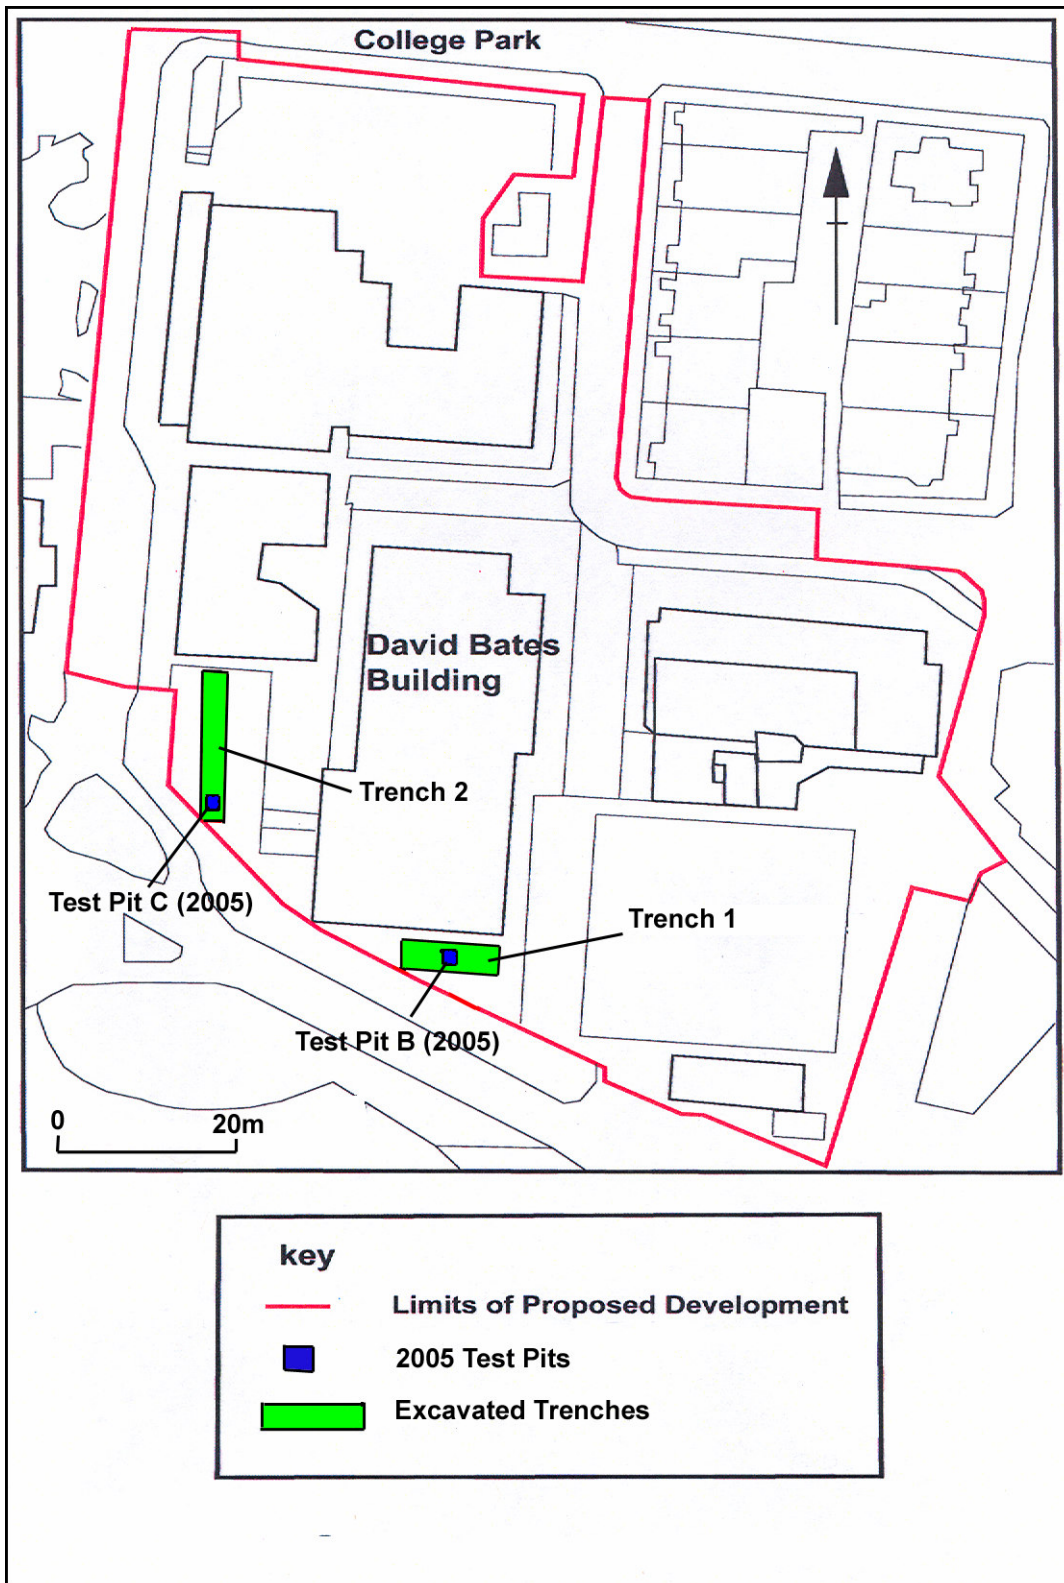 College Park
David Bates
Building
Trench 2
Test Pit C (2005)
Trench 1
Test Pit B (2005)
0 20m
key
Limits of Proposed Development
2005 Test Pits
Excavated Trenches